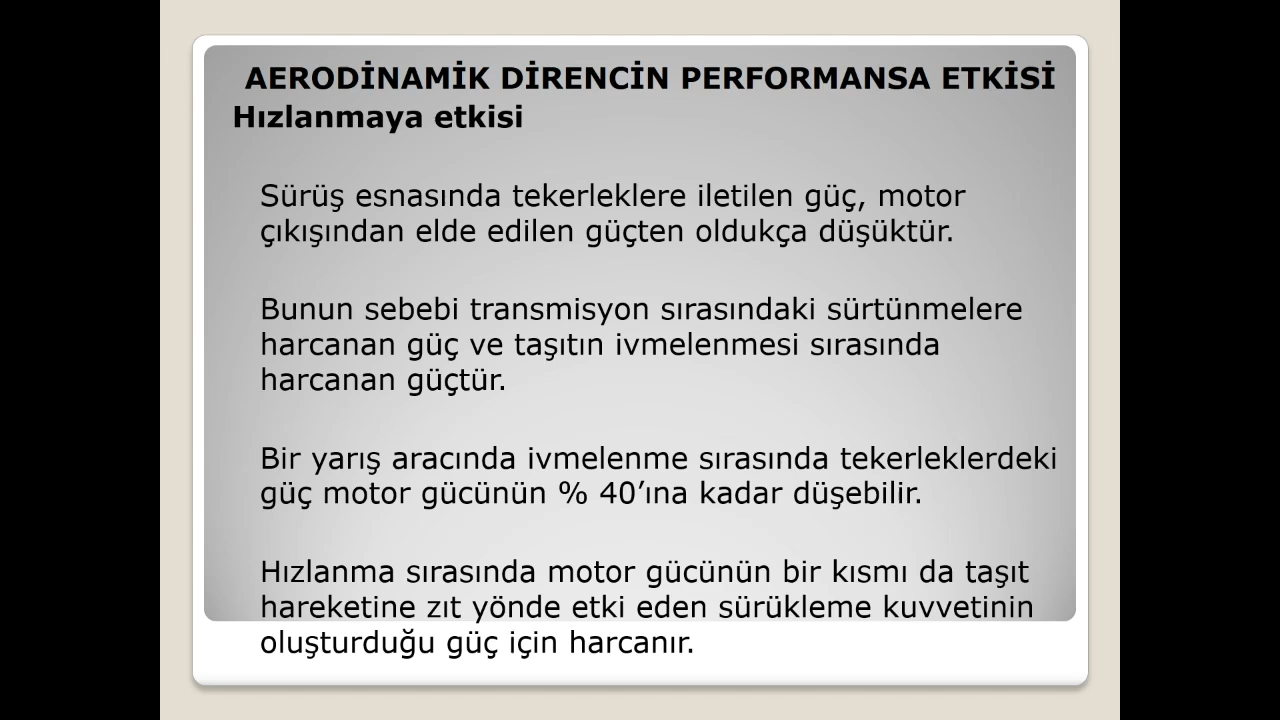 AERODİNAMİK DİRENCİN PERFORMANSA ETKİSİ
Hızlanmaya etkisi
Sürüş esnasında tekerleklere iletilen güç, motor
çıkışından elde edilen güçten oldukça düşüktür.
Bunun sebebi transmisyon sırasındaki sürtünmelere
harcanan güç ve taşıtın ivmelenmesi sırasında
harcanan güçtür.
Bir yarış aracında ivmelenme sırasında tekerleklerdeki
güç motor gücünün % 40’ına kadar düşebilir.
Hızlanma sırasında motor gücünün bir kısmı da taşıt
hareketine zıt yönde etki eden sürükleme kuvvetinin
oluşturduğu güç için harcanır.